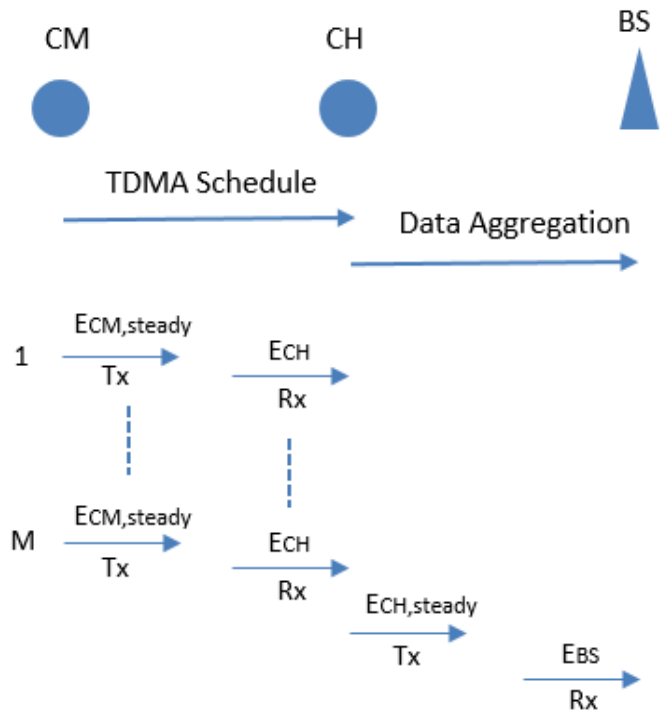 CM CH BS
TDMA Schedule
Data Aggregation
1 ECM,steady ECH
Tx Rx
M ECM,steady ECH
Tx Rx
ECH,steady
Tx
EBS
Rx